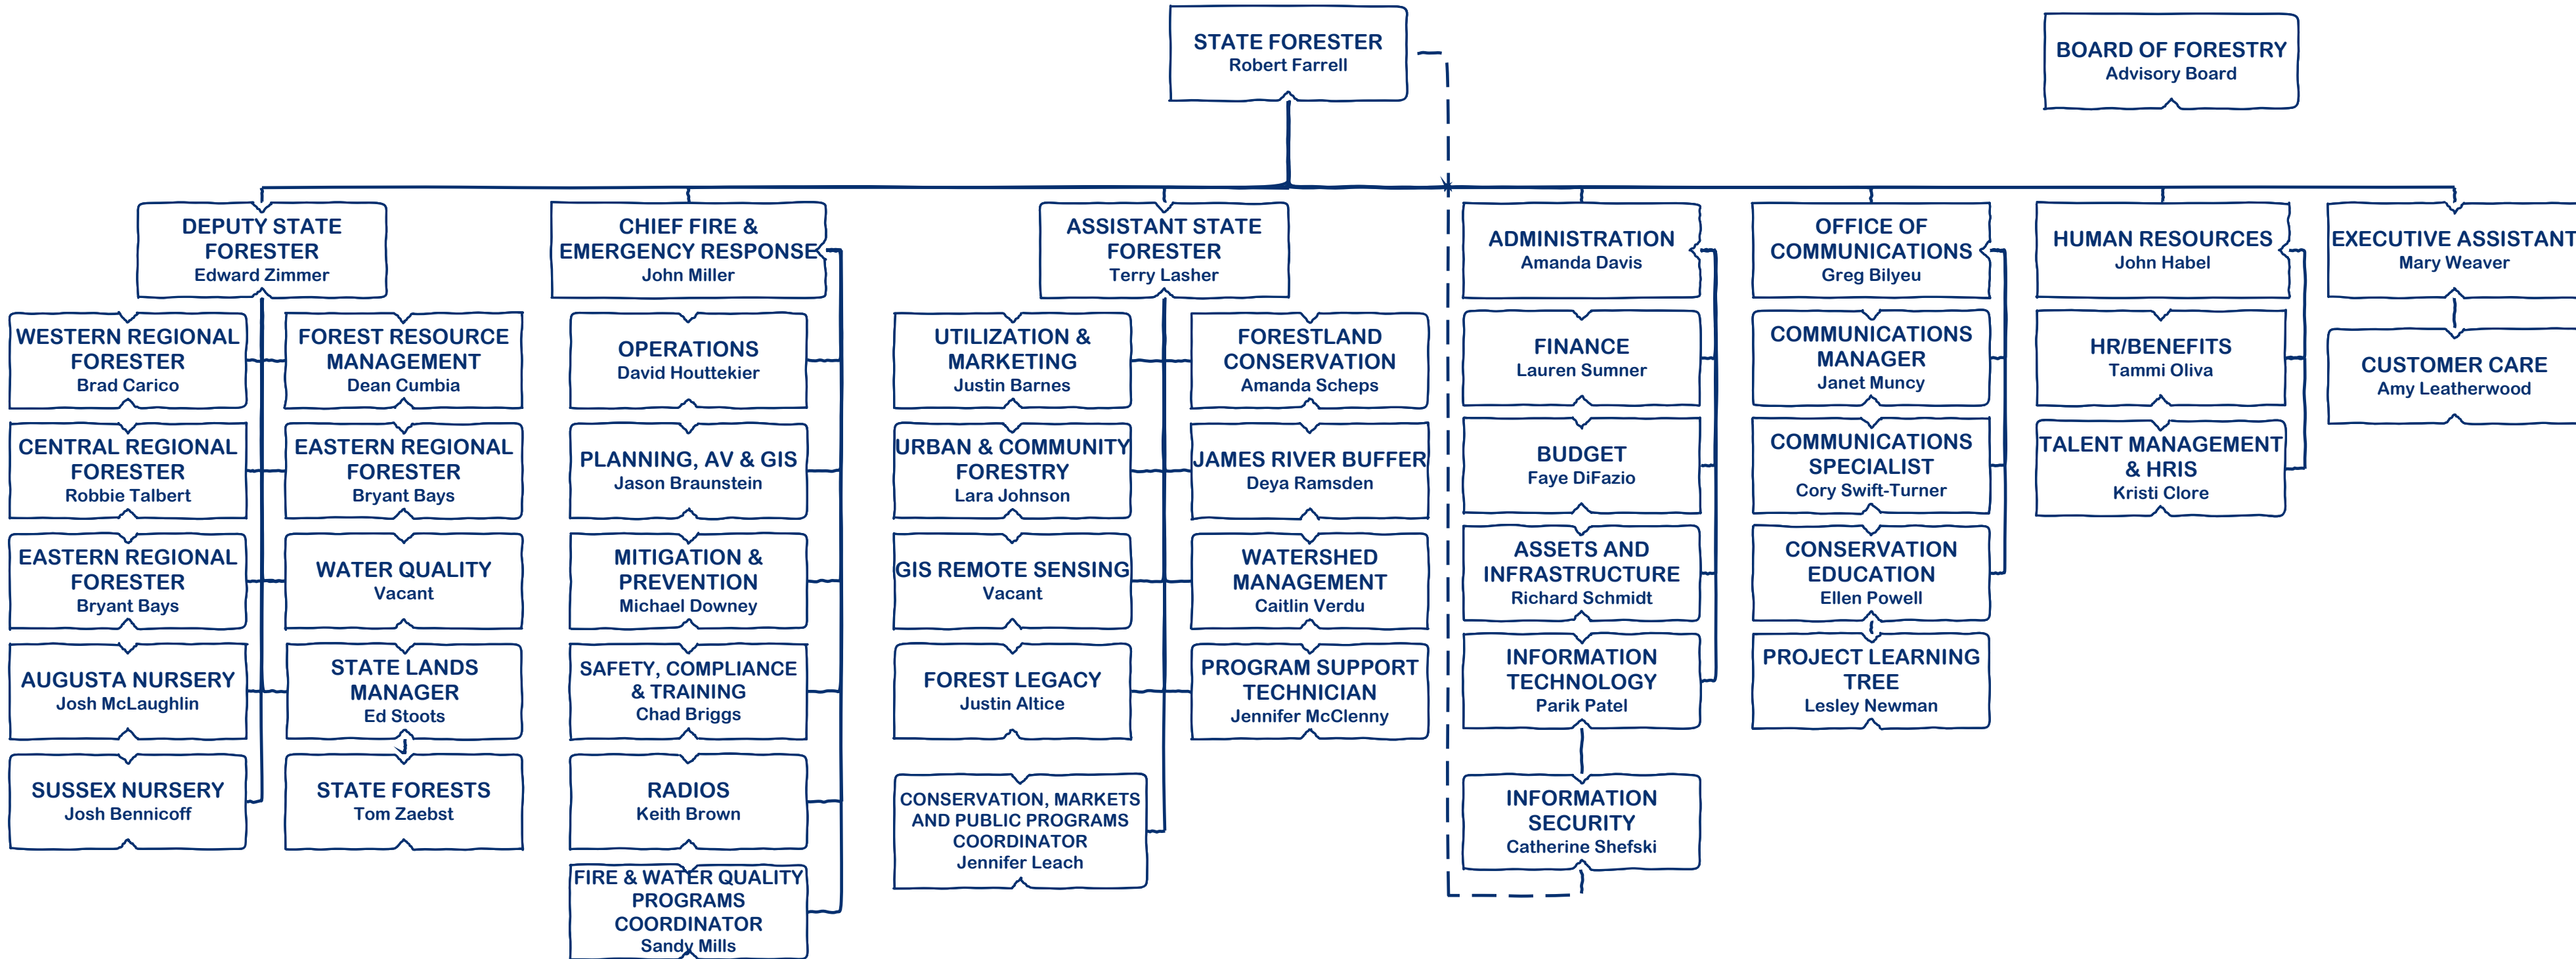 STATE FORESTER
Robert Farrell
BOARD OF FORESTRY
Advisory Board
DEPUTY STATE
FORESTER
Edward Zimmer
WESTERN REGIONAL
FORESTER
Brad Carico
FOREST RESOURCE
MANAGEMENT
Dean Cumbia
CENTRAL REGIONAL
FORESTER
Robbie Talbert
EASTERN REGIONAL
FORESTER
Bryant Bays
EASTERN REGIONAL
FORESTER
Bryant Bays
WATER QUALITY
Vacant
AUGUSTA NURSERY
Josh McLaughlin
STATE LANDS
MANAGER
Ed Stoots
SUSSEX NURSERY
Josh Bennicoff
STATE FORESTS
Tom Zaebst
CHIEF FIRE &
EMERGENCY RESPONSE
John Miller
OPERATIONS
David Houttekier
PLANNING, AV & GIS
Jason Braunstein
MITIGATION &
PREVENTION
Michael Downey
SAFETY, COMPLIANCE
& TRAINING
Chad Briggs
RADIOS
Keith Brown
FIRE & WATER QUALITY
PROGRAMS
COORDINATOR
Sandy Mills
ASSISTANT STATE
FORESTER
Terry Lasher
UTILIZATION &
MARKETING
Justin Barnes
FORESTLAND
CONSERVATION
Amanda Scheps
URBAN & COMMUNITY
FORESTRY
Lara Johnson
JAMES RIVER BUFFER
Deya Ramsden
GIS REMOTE SENSING
Vacant
WATERSHED
MANAGEMENT
Caitlin Verdu
FOREST LEGACY
Justin Altice
PROGRAM SUPPORT
TECHNICIAN
Jennifer McClenny
CONSERVATION, MARKETS
AND PUBLIC PROGRAMS
COORDINATOR
Jennifer Leach
ADMINISTRATION
Amanda Davis
FINANCE
Lauren Sumner
BUDGET
Faye DiFazio
ASSETS AND
INFRASTRUCTURE
Richard Schmidt
INFORMATION
TECHNOLOGY
Parik Patel
INFORMATION
SECURITY
Catherine Shefski
OFFICE OF
COMMUNICATIONS
Greg Bilyeu
COMMUNICATIONS
MANAGER
Janet Muncy
COMMUNICATIONS
SPECIALIST
Cory Swift-Turner
CONSERVATION
EDUCATION
Ellen Powell
PROJECT LEARNING
TREE
Lesley Newman
HUMAN RESOURCES
John Habel
HR/BENEFITS
Tammi Oliva
TALENT MANAGEMENT
& HRIS
Kristi Clore
EXECUTIVE ASSISTANT
Mary Weaver
CUSTOMER CARE
Amy Leatherwood